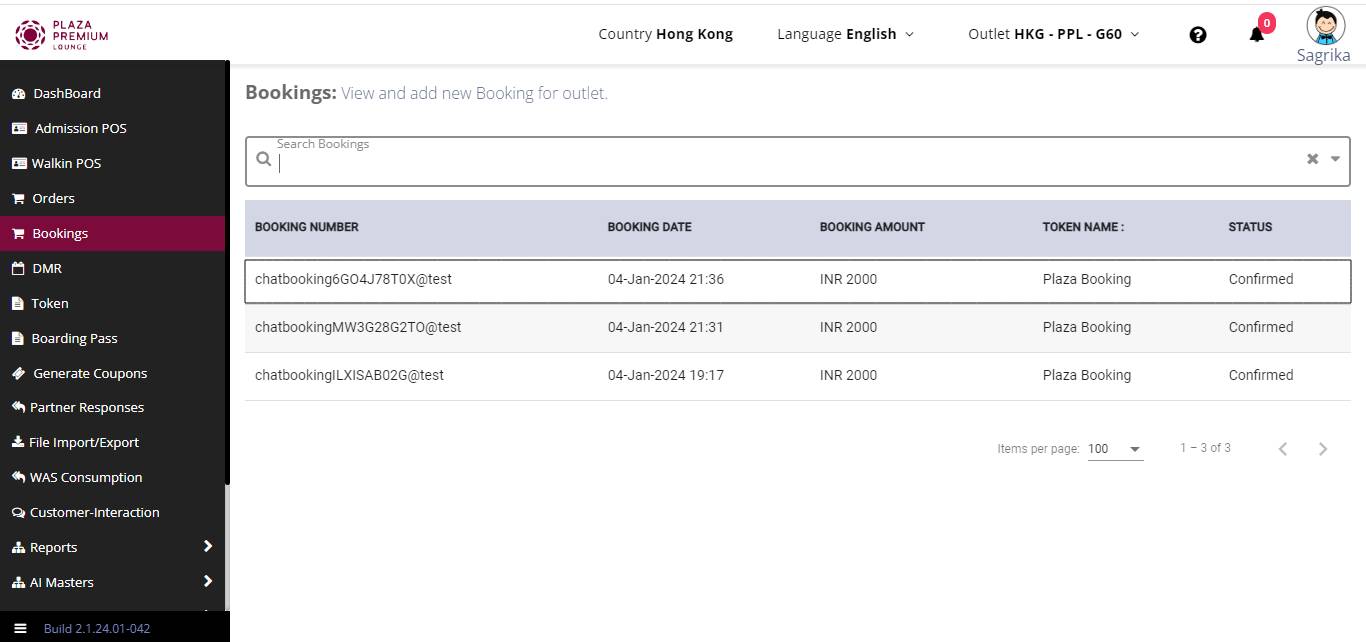 PLAZA
PREMIUM
LOUNGE
Country Hong Kong
Language English
Outlet HKG - PPL - G60
0
Sagrika
DashBoard
Admission POS
Walkin POS
Orders
Bookings
DMR
Token
Boarding Pass
Generate Coupons
Partner Responses
File Import/Export
WAS Consumption
Customer-Interaction
Reports
AI Masters
Build 2.1.24.01-042
Bookings: View and add new Booking for outlet.
Search Bookings
BOOKING NUMBER BOOKING DATE BOOKING AMOUNT TOKEN NAME : STATUS
chatbooking6GO4J78T0X@test 04-Jan-2024 21:36 INR 2000 Plaza Booking Confirmed
chatbookingMW3G28G2TO@test 04-Jan-2024 21:31 INR 2000 Plaza Booking Confirmed
chatbookingILXISAB02G@test 04-Jan-2024 19:17 INR 2000 Plaza Booking Confirmed
Items per page: 100 1 – 3 of 3